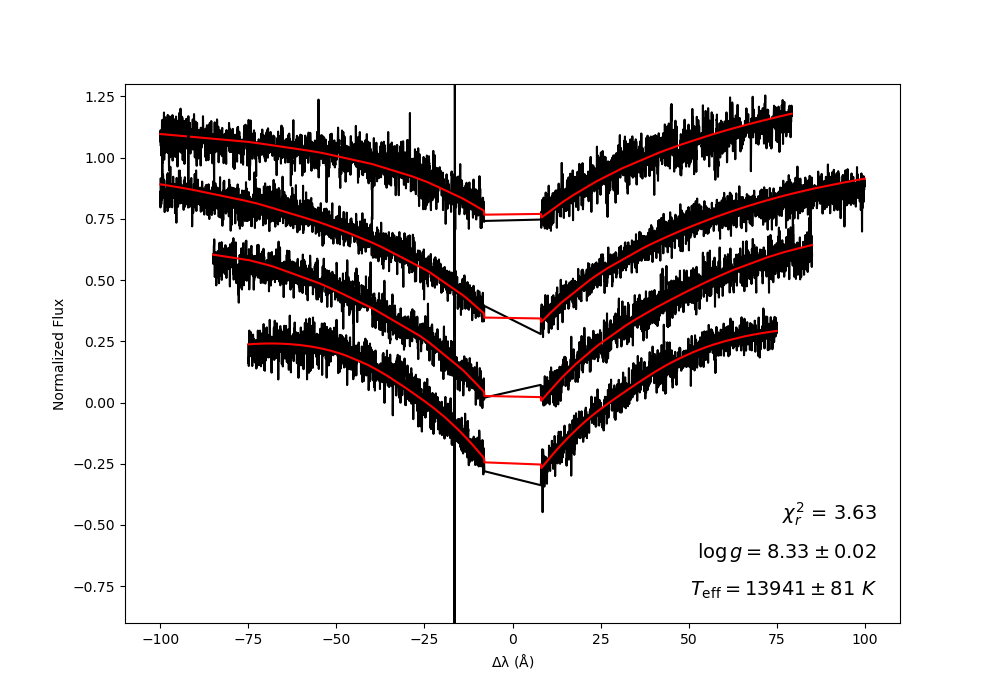 1.25
1.00
0.75
0.50
0.25
0.00
−0.25
−0.50
−0.75
Normalized Flux
χ²ᵣ = 3.63
log g = 8.33 ± 0.02
T_eff = 13941 ± 81 K
−100 −75 −50 −25 0 25 50 75 100
Δλ (Å)